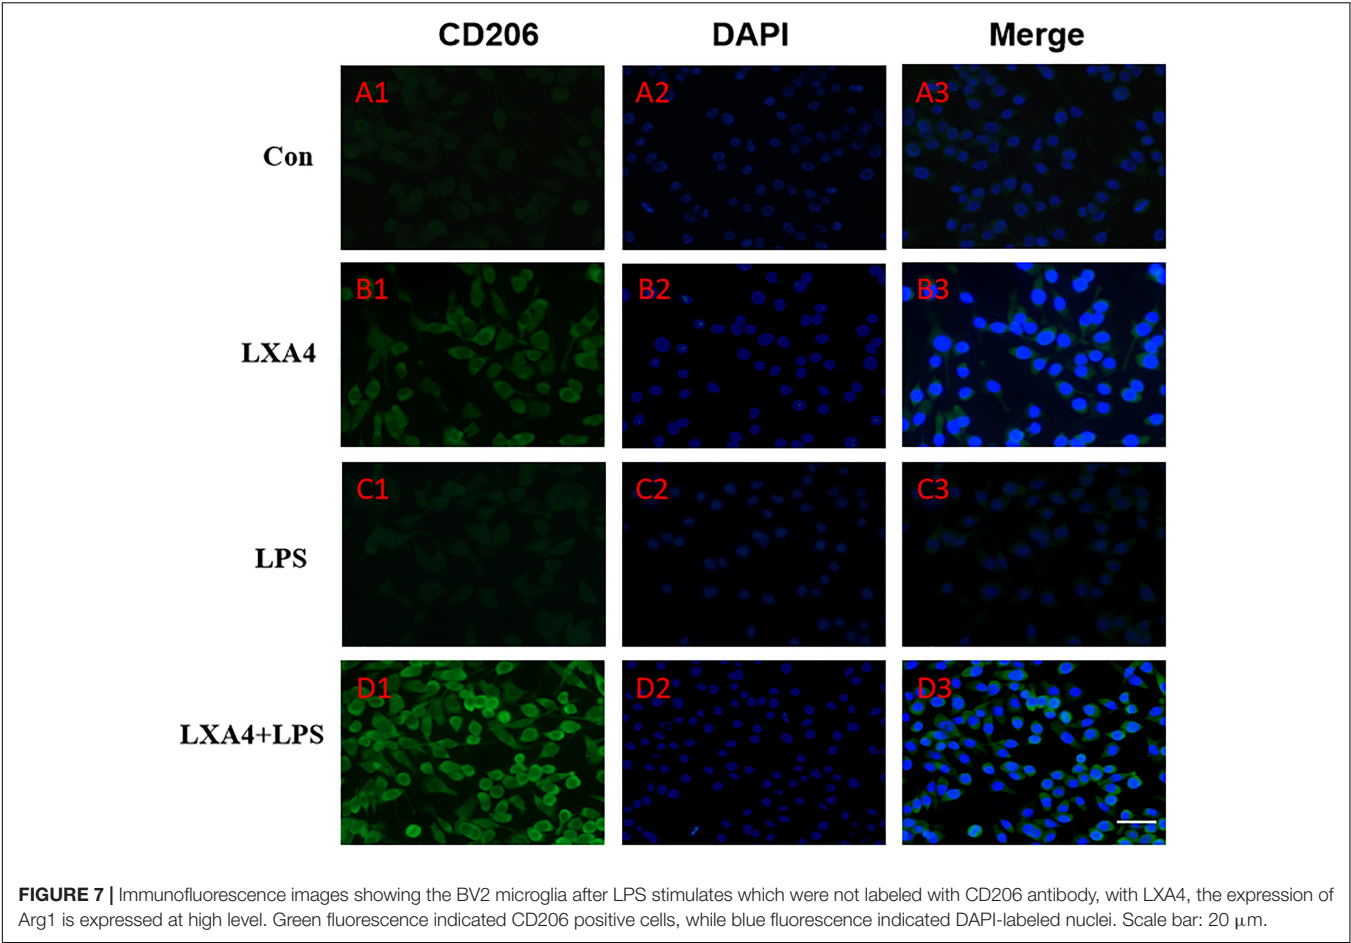 CD206 DAPI Merge
Con A1 A2 A3
LXA4 B1 B2 B3
LPS C1 C2 C3
LXA4+LPS D1 D2 D3
FIGURE 7 | Immunofluorescence images showing the BV2 microglia after LPS stimulates which were not labeled with CD206 antibody, with LXA4, the expression of
Arg1 is expressed at high level. Green fluorescence indicated CD206 positive cells, while blue fluorescence indicated DAPI-labeled nuclei. Scale bar: 20 μm.